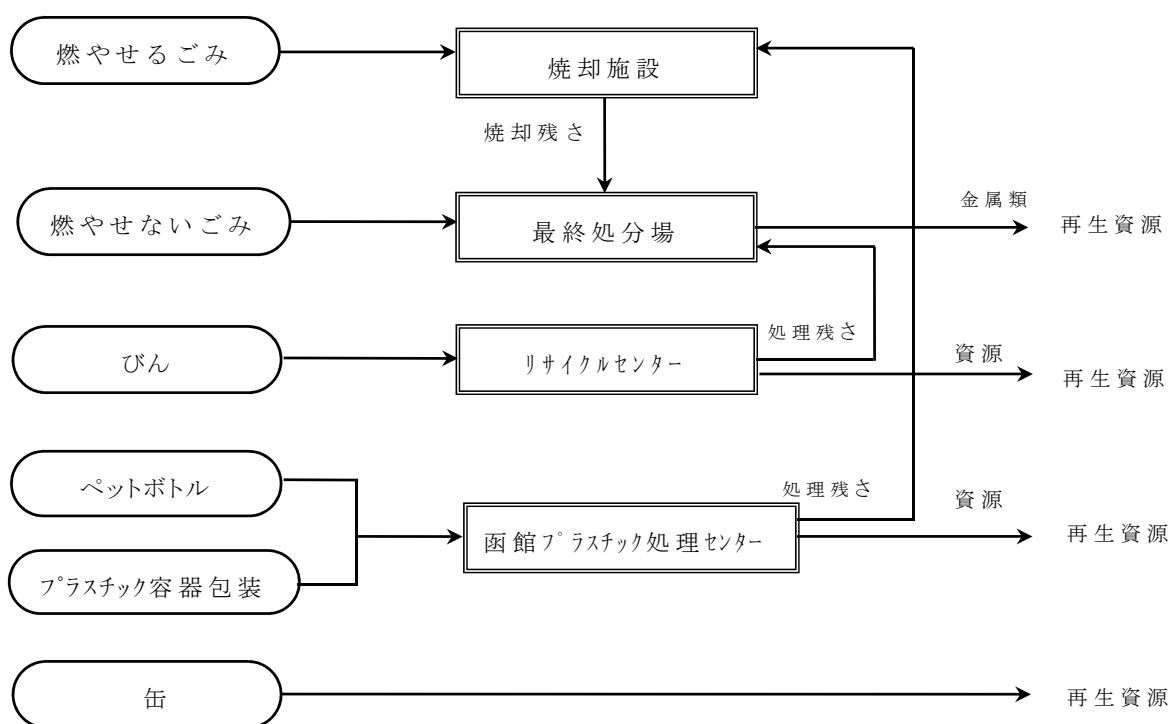 燃やせるごみ
焼却施設
焼却残さ
燃やせないごみ
最終処分場
金属類
再生資源
びん
リサイクルセンター
処理残さ
資源
再生資源
ペットボトル
プラスチック容器包装
函館プラスチック処理センター
処理残さ
資源
再生資源
缶
再生資源